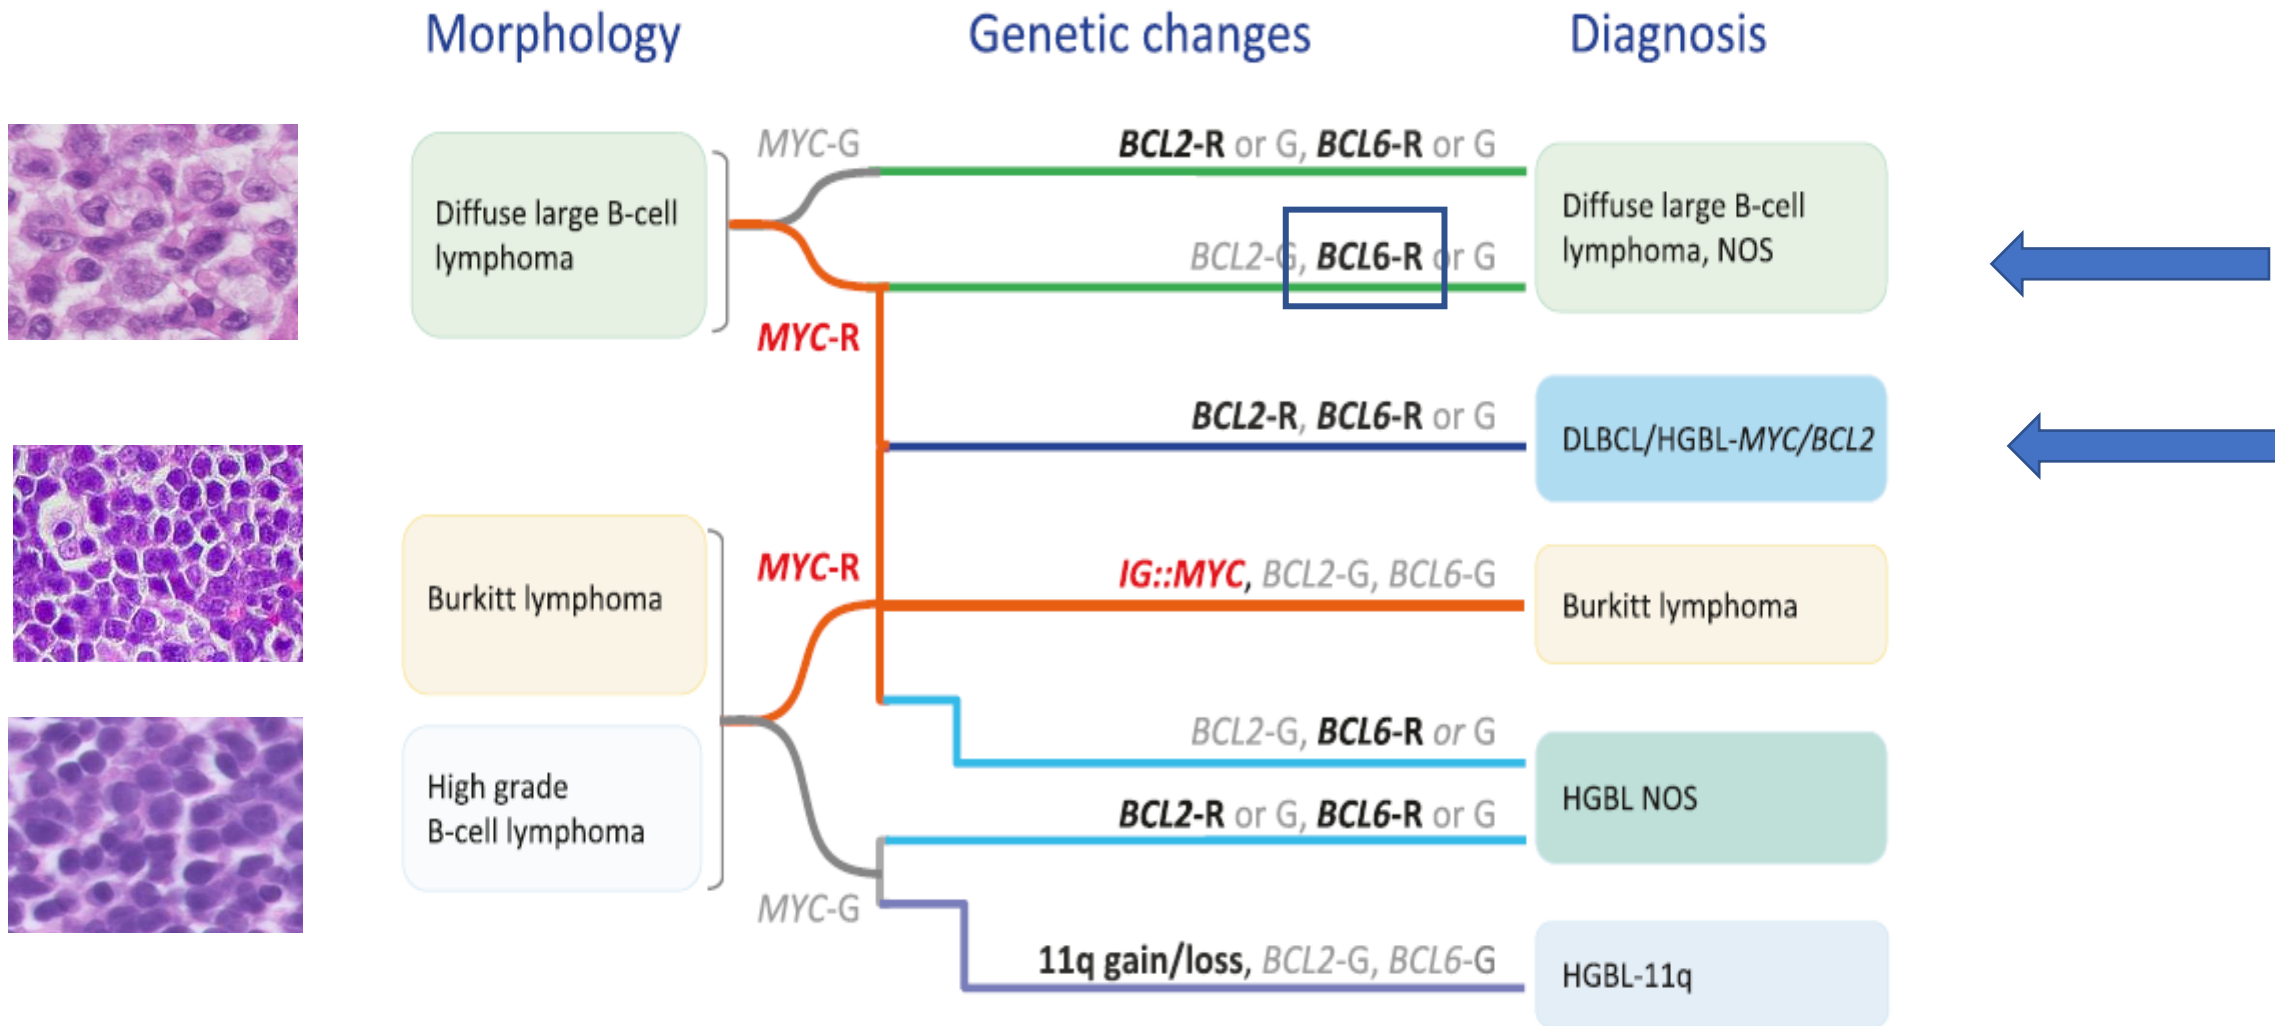 Morphology
Genetic changes
Diagnosis
MYC-G
BCL2-R or G, BCL6-R or G
Diffuse large B-cell
lymphoma
Diffuse large B-cell
lymphoma, NOS
BCL2-G, BCL6-R or G
MYC-R
BCL2-R, BCL6-R or G
DLBCL/HGBL-MYC/BCL2
Burkitt lymphoma
MYC-R
IG::MYC, BCL2-G, BCL6-G
Burkitt lymphoma
BCL2-G, BCL6-R or G
High grade
B-cell lymphoma
HGBL NOS
BCL2-R or G, BCL6-R or G
MYC-G
11q gain/loss, BCL2-G, BCL6-G
HGBL-11q